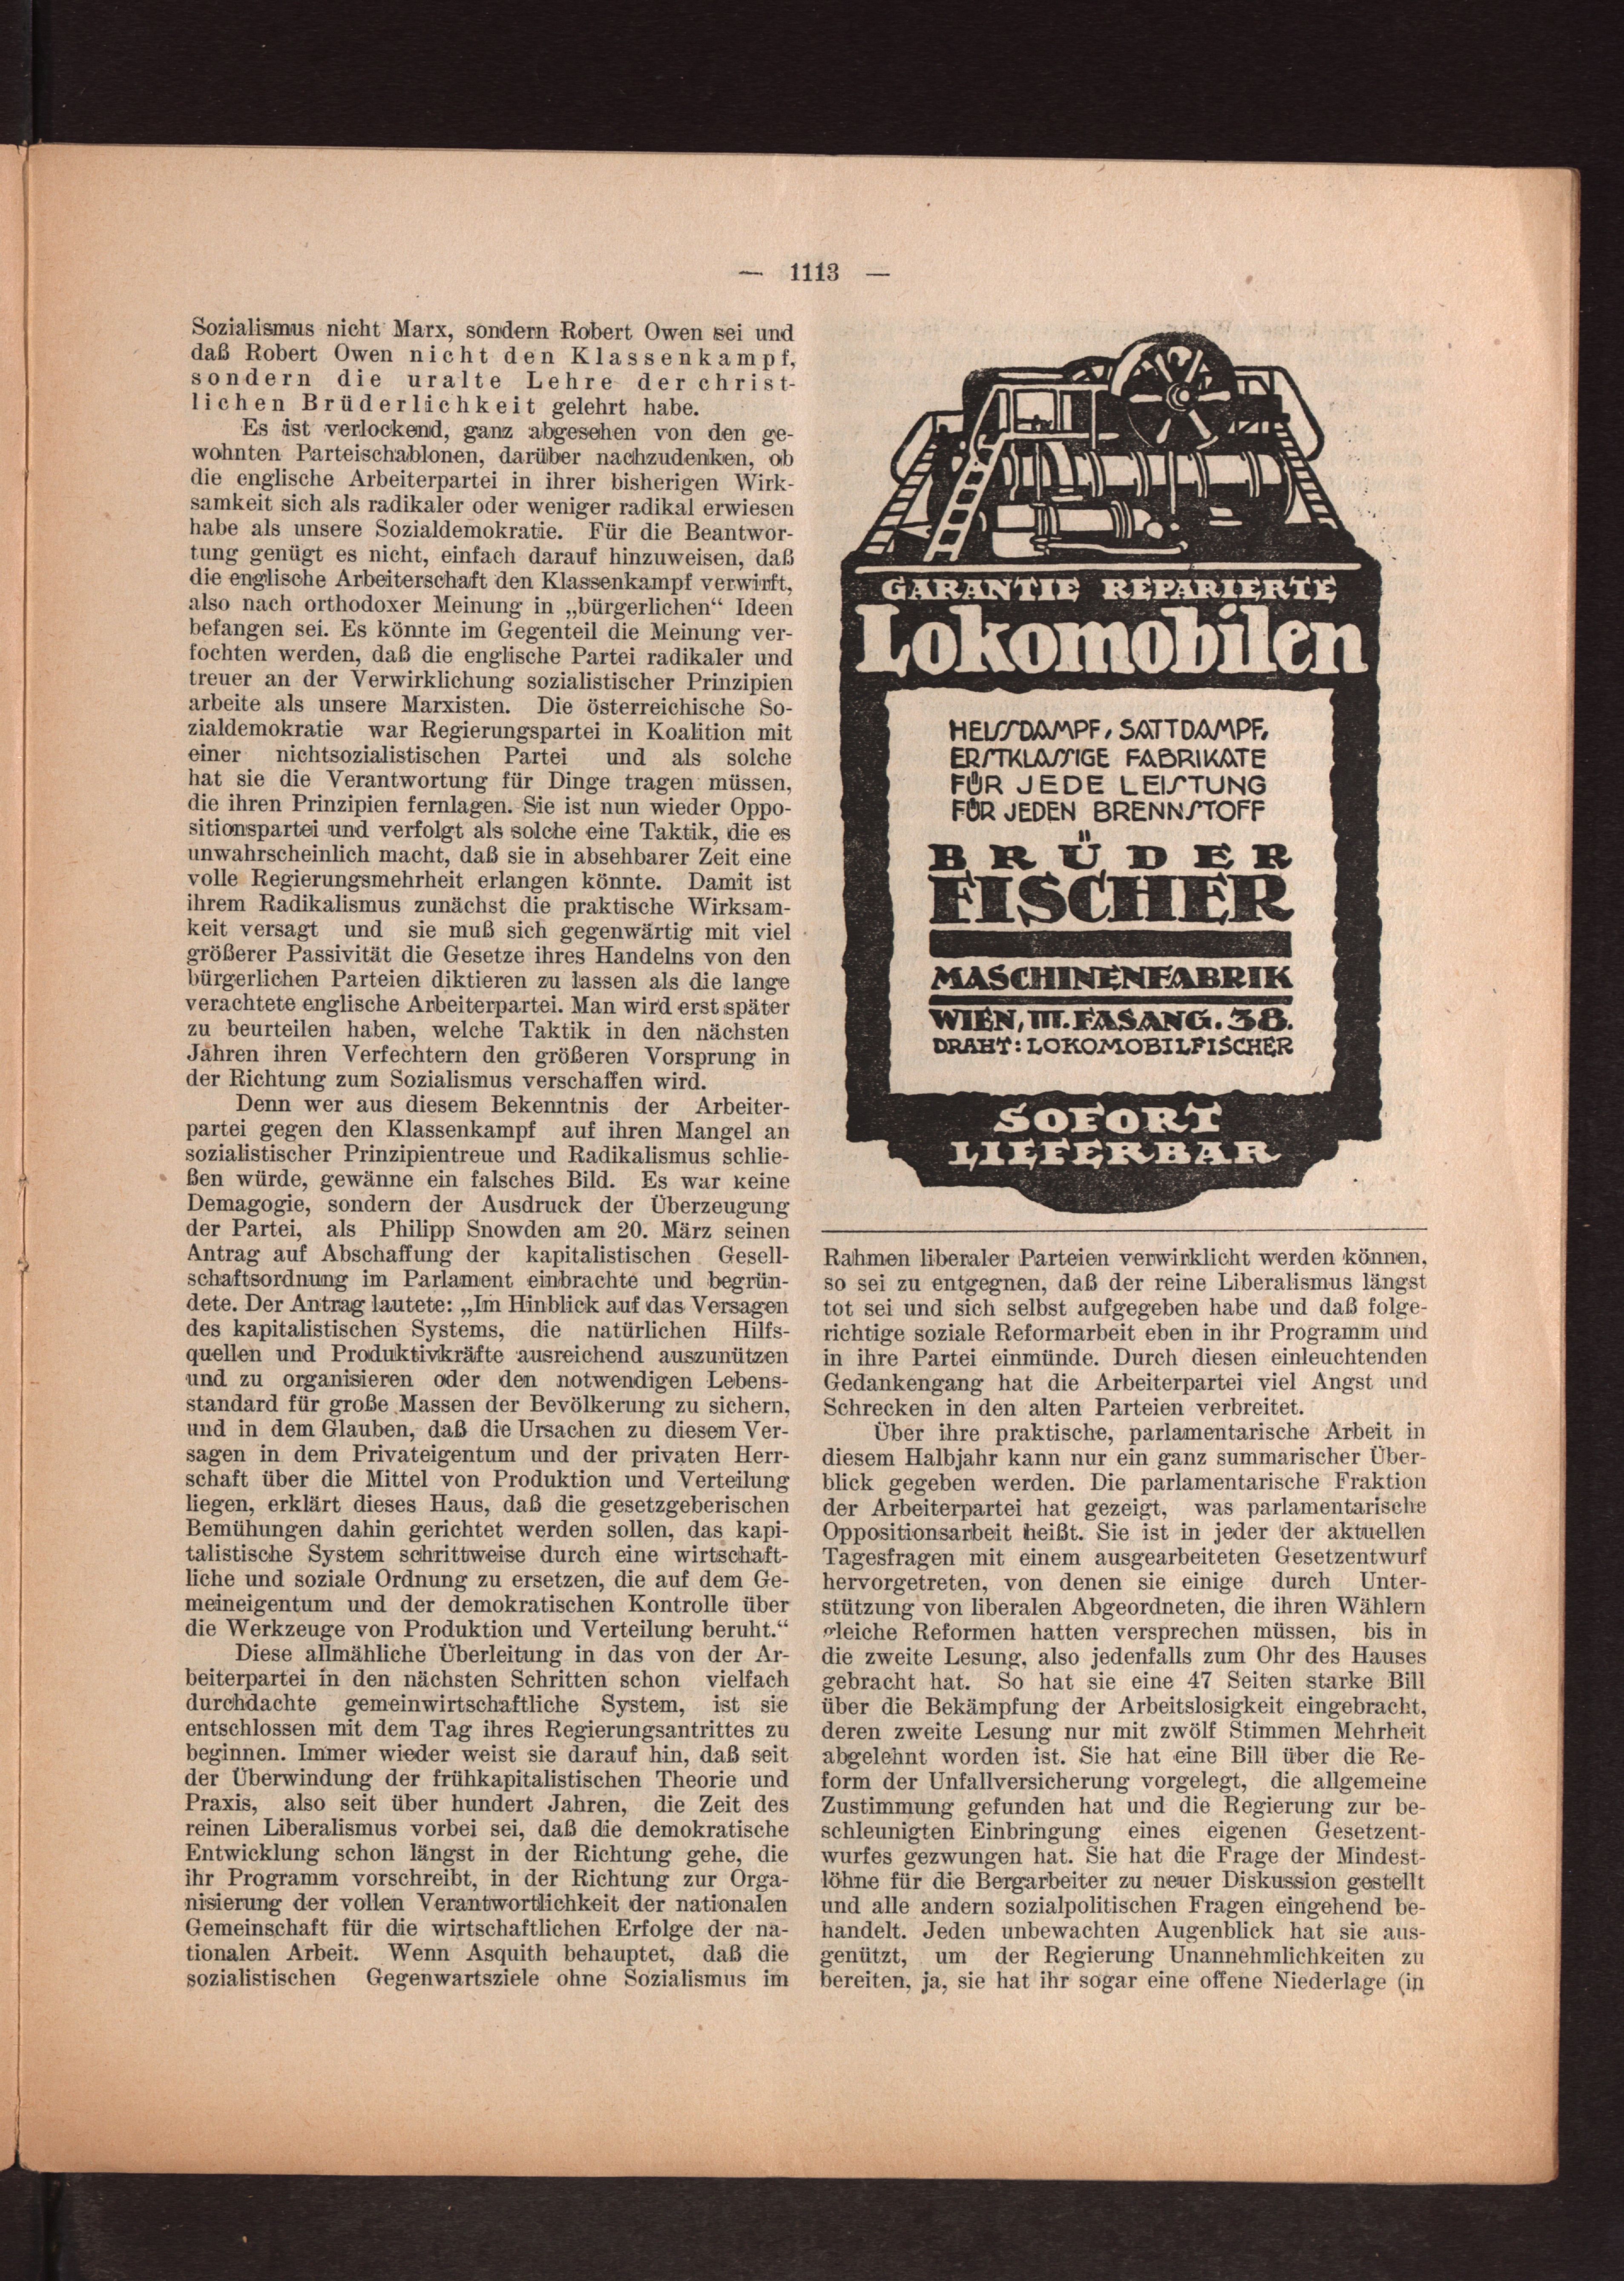 — 1113 —
Sozialismus nicht Marx, sondern Robert Owen sei und
daß Robert Owen nicht den Klassenkampf,
sondern die uralte Lehre der christ-
lichen Brüderlichkeit gelehrt habe.
Es ist verlockend, ganz abgesehen von den ge-
wohnten Parteischablonen, darüber nachzudenken, ob
die englische Arbeiterpartei in ihrer bisherigen Wirk-
samkeit sich als radikaler oder weniger radikal erwiesen
habe als unsere Sozialdemokratie. Für die Beantwor-
tung genügt es nicht, einfach darauf hinzuweisen, daß
die englische Arbeiterschaft den Klassenkampf verwirft,
also nach orthodoxer Meinung in „bürgerlichen“ Ideen
befangen sei. Es könnte im Gegenteil die Meinung ver-
fochten werden, daß die englische Partei radikaler und
treuer an der Verwirklichung sozialistischer Prinzipien
arbeite als unsere Marxisten. Die österreichische So-
zialdemokratie war Regierungspartei in Koalition mit
einer nichtsozialistischen Partei und als solche
hat sie die Verantwortung für Dinge tragen müssen,
die ihren Prinzipien fernlagen. Sie ist nun wieder Oppo-
sitionspartei und verfolgt als solche eine Taktik, die es
unwahrscheinlich macht, daß sie in absehbarer Zeit eine
volle Regierungsmehrheit erlangen könnte. Damit ist
ihrem Radikalismus zunächst die praktische Wirksam-
keit versagt und sie muß sich gegenwärtig mit viel
größerer Passivität die Gesetze ihres Handelns von den
bürgerlichen Parteien diktieren zu lassen als die lange
verachtete englische Arbeiterpartei. Man wird erst später
zu beurteilen haben, welche Taktik in den nächsten
Jahren ihren Verfechtern den größeren Vorsprung in
der Richtung zum Sozialismus verschaffen wird.
Denn wer aus diesem Bekenntnis der Arbeiter-
partei gegen den Klassenkampf auf ihren Mangel an
sozialistischer Prinzipientreue und Radikalismus schlie-
ßen würde, gewänne ein falsches Bild. Es war keine
Demagogie, sondern der Ausdruck der Überzeugung
der Partei, als Philipp Snowden am 20. März seinen
Antrag auf Abschaffung der kapitalistischen Gesell-
schaftsordnung im Parlament einbrachte und begrün-
dete. Der Antrag lautete: „Im Hinblick auf das Versagen
des kapitalistischen Systems, die natürlichen Hilfs-
quellen und Produktivkräfte ausreichend auszunützen
und zu organisieren oder den notwendigen Lebens-
standard für große Massen der Bevölkerung zu sichern,
und in dem Glauben, daß die Ursachen zu diesem Ver-
sagen in dem Privateigentum und der privaten Herr-
schaft über die Mittel von Produktion und Verteilung
liegen, erklärt dieses Haus, daß die gesetzgeberischen
Bemühungen dahin gerichtet werden sollen, das kapi-
talistische System schrittweise durch eine wirtschaft-
liche und soziale Ordnung zu ersetzen, die auf dem Ge-
meineigentum und der demokratischen Kontrolle über
die Werkzeuge von Produktion und Verteilung beruht.“
Diese allmähliche Überleitung in das von der Ar-
beiterpartei in den nächsten Schritten schon vielfach
durchdachte gemeinwirtschaftliche System, ist sie
entschlossen mit dem Tag ihres Regierungsantrittes zu
beginnen. Immer wieder weist sie darauf hin, daß seit
der Überwindung der frühkapitalistischen Theorie und
Praxis, also seit über hundert Jahren, die Zeit des
reinen Liberalismus vorbei sei, daß die demokratische
Entwicklung schon längst in der Richtung gehe, die
ihr Programm vorschreibt, in der Richtung zur Orga-
nisierung der vollen Verantwortlichkeit der nationalen
Gemeinschaft für die wirtschaftlichen Erfolge der na-
tionalen Arbeit. Wenn Asquith behauptet, daß die
sozialistischen Gegenwartsziele ohne Sozialismus im
GARANTIE REPARIERTE
Lokomobilen
HEISSDAMPF, SATTDAMPF,
ERSTKLASSIGE FABRIKATE
FÜR JEDE LEISTUNG
FÜR JEDEN BRENNSTOFF
BRÜDER
FISCHER
MASCHINENFABRIK
WIEN, III. FASANG. 38.
DRAHT: LOKOMOBILFISCHER
SOFORT
LIEFERBAR
Rahmen liberaler Parteien verwirklicht werden können,
so sei zu entgegnen, daß der reine Liberalismus längst
tot sei und sich selbst aufgegeben habe und daß folge-
richtige soziale Reformarbeit eben in ihr Programm und
in ihre Partei einmünde. Durch diesen einleuchtenden
Gedankengang hat die Arbeiterpartei viel Angst und
Schrecken in den alten Parteien verbreitet.
Über ihre praktische, parlamentarische Arbeit in
diesem Halbjahr kann nur ein ganz summarischer Über-
blick gegeben werden. Die parlamentarische Fraktion
der Arbeiterpartei hat gezeigt, was parlamentarische
Oppositionsarbeit heißt. Sie ist in jeder der aktuellen
Tagesfragen mit einem ausgearbeiteten Gesetzentwurf
hervorgetreten, von denen sie einige durch Unter-
stützung von liberalen Abgeordneten, die ihren Wählern
gleiche Reformen hatten versprechen müssen, bis in
die zweite Lesung, also jedenfalls zum Ohr des Hauses
gebracht hat. So hat sie eine 47 Seiten starke Bill
über die Bekämpfung der Arbeitslosigkeit eingebracht,
deren zweite Lesung nur mit zwölf Stimmen Mehrheit
abgelehnt worden ist. Sie hat eine Bill über die Re-
form der Unfallversicherung vorgelegt, die allgemeine
Zustimmung gefunden hat und die Regierung zur be-
schleunigten Einbringung eines eigenen Gesetzent-
wurfes gezwungen hat. Sie hat die Frage der Mindest-
löhne für die Bergarbeiter zu neuer Diskussion gestellt
und alle andern sozialpolitischen Fragen eingehend be-
handelt. Jeden unbewachten Augenblick hat sie aus-
genützt, um der Regierung Unannehmlichkeiten zu
bereiten, ja, sie hat ihr sogar eine offene Niederlage (in